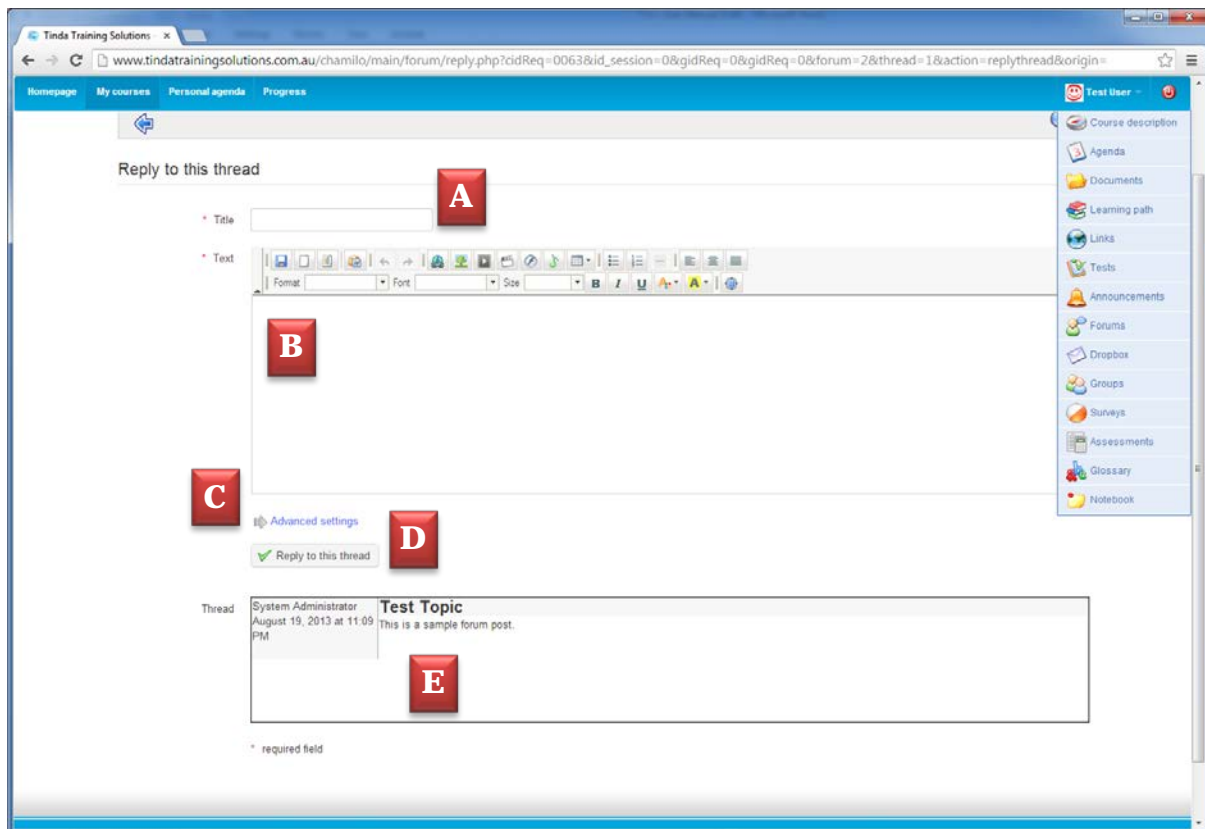 Tinda Training Solutions -
www.tindatrainingsolutions.com.au/chamilo/main/forum/reply.php?cidReq=0063&id_session=0&gidReq=0&gidReq=0&forum=2&thread=1&action=replythread&origin=
Homepage My courses Personal agenda Progress Test User
Course description
Agenda
Documents
Learning path
Links
Tests
Announcements
Forums
Dropbox
Groups
Surveys
Assessments
Glossary
Notebook
Reply to this thread
A
* Title
* Text
Format Font Size B I U A A
B
C
Advanced settings
D
Reply to this thread
Thread
System Administrator
August 19, 2013 at 11:09
PM
Test Topic
This is a sample forum post.
E
* required field